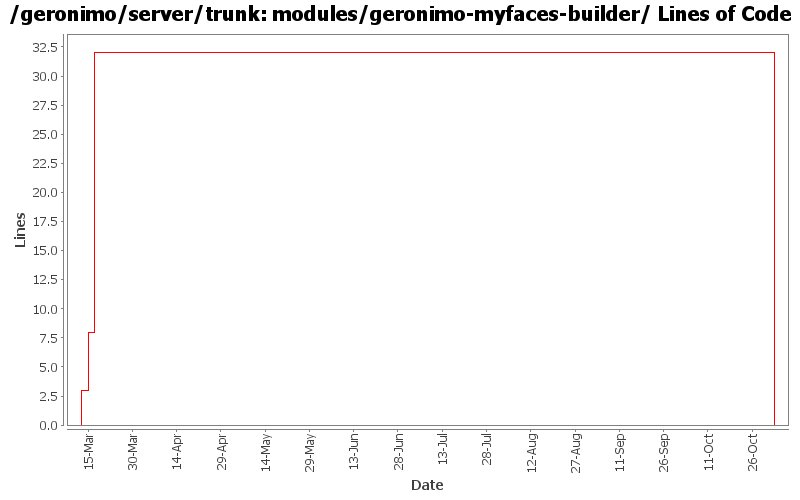 /geronimo/server/trunk: modules/geronimo-myfaces-builder/ Lines of Code
32.5
30.0
27.5
25.0
22.5
20.0
17.5
15.0
12.5
10.0
7.5
5.0
2.5
0.0
Lines
15-Mar
30-Mar
14-Apr
29-Apr
14-May
29-May
13-Jun
28-Jun
13-Jul
28-Jul
12-Aug
27-Aug
11-Sep
26-Sep
11-Oct
26-Oct
Date